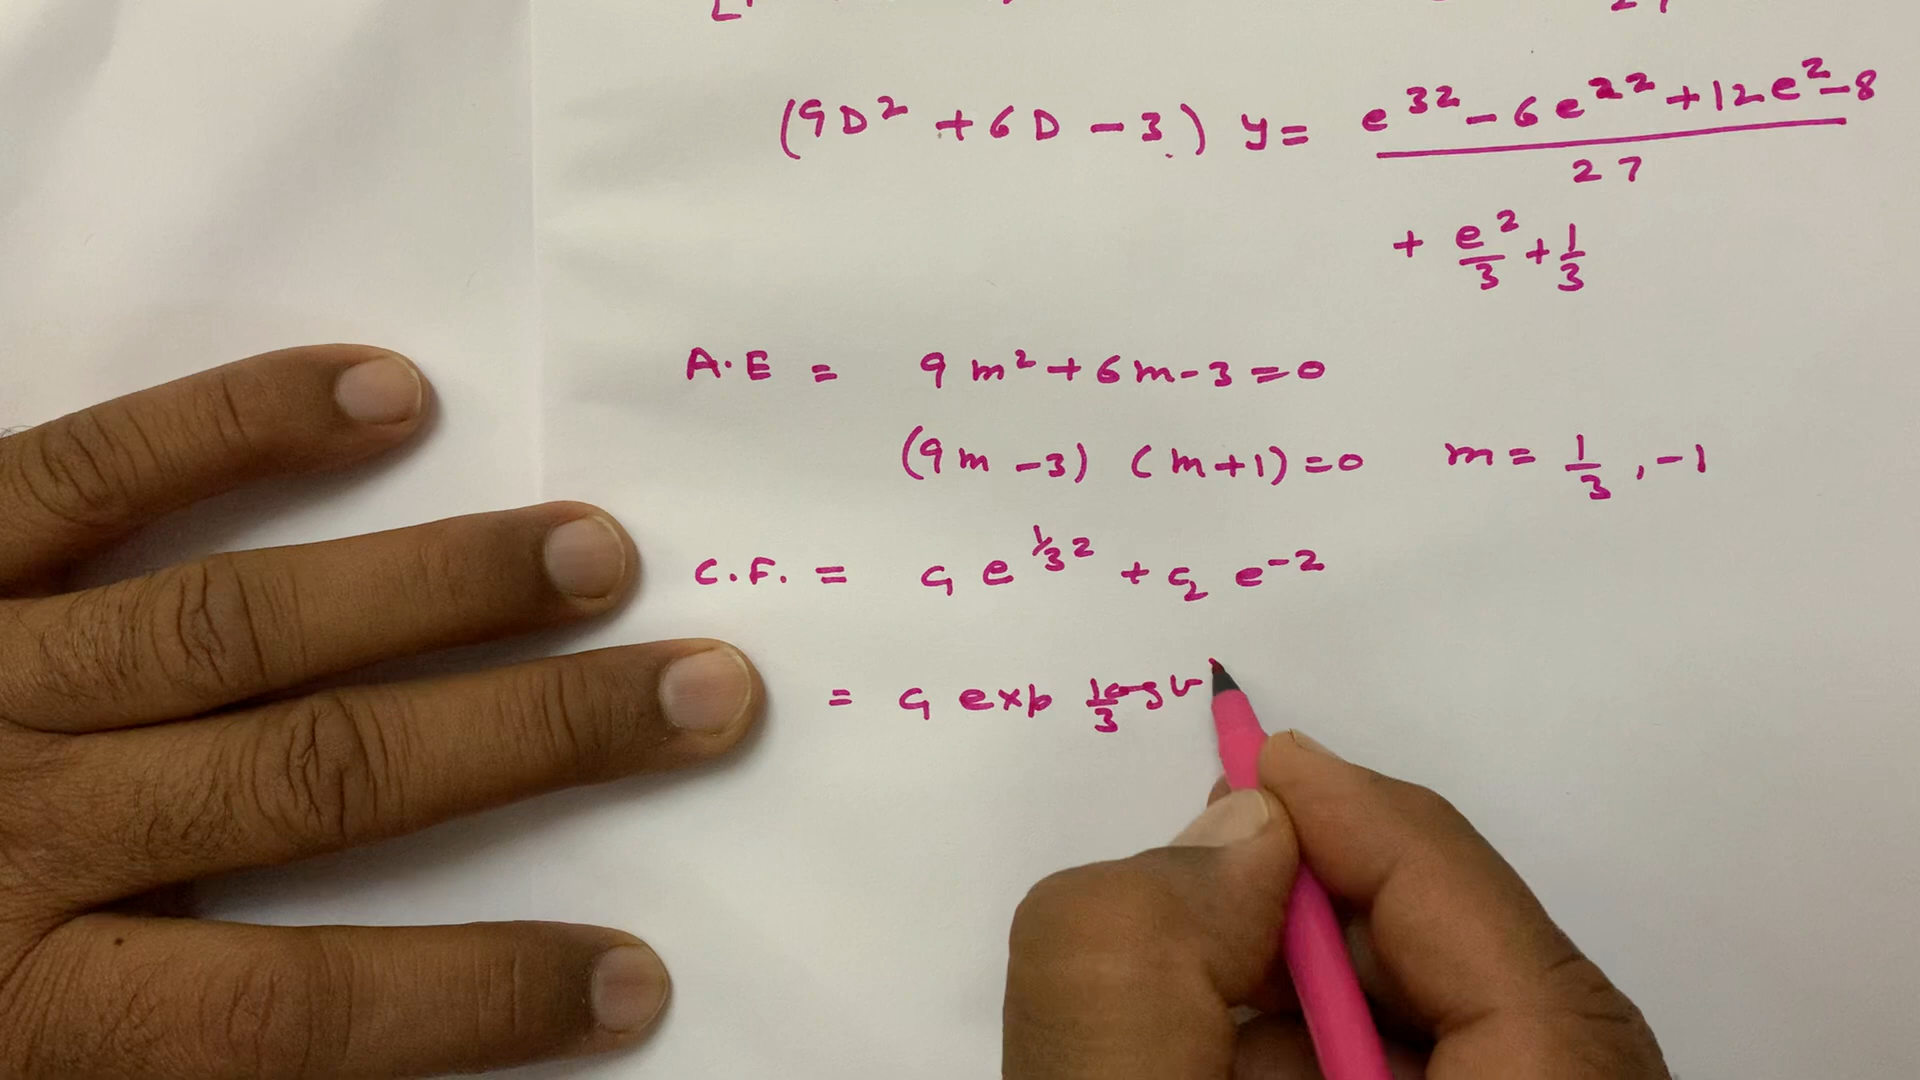 (9D² + 6D - 3) y = (e^{3z} - 6e^{2z} + 12e^{z} - 8)/27
+ e^{z}/3 + 1/3
A.E = 9m² + 6m - 3 = 0
(9m - 3) (m + 1) = 0 m = 1/3, -1
C.F. = c₁ e^{1/3 z} + c₂ e^{-z}
= c₁ exp 1/3 log